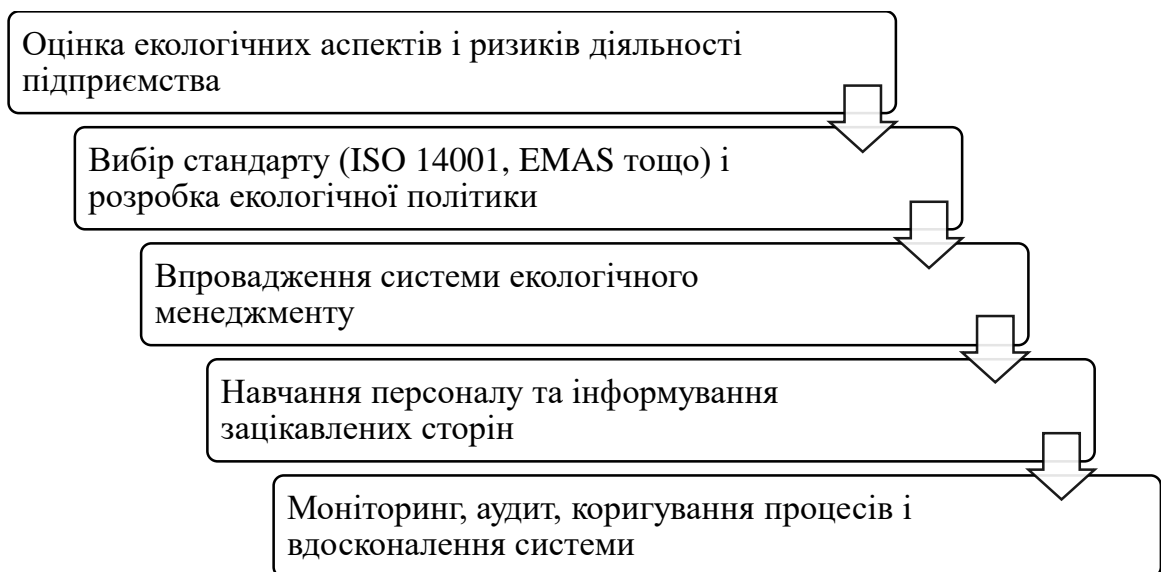 Оцінка екологічних аспектів і ризиків діяльності
підприємства
Вибір стандарту (ISO 14001, EMAS тощо) і
розробка екологічної політики
Впровадження системи екологічного
менеджменту
Навчання персоналу та інформування
зацікавлених сторін
Моніторинг, аудит, коригування процесів і
вдосконалення системи